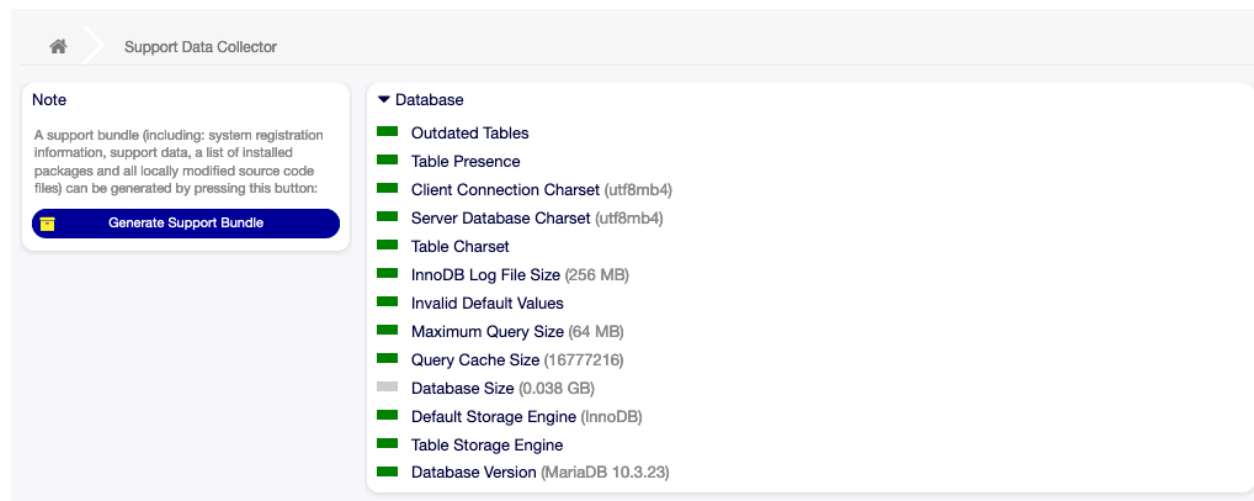 Support Data Collector
Note
A support bundle (including: system registration
information, support data, a list of installed
packages and all locally modified source code
files) can be generated by pressing this button:
Generate Support Bundle
Database
Outdated Tables
Table Presence
Client Connection Charset (utf8mb4)
Server Database Charset (utf8mb4)
Table Charset
InnoDB Log File Size (256 MB)
Invalid Default Values
Maximum Query Size (64 MB)
Query Cache Size (16777216)
Database Size (0.038 GB)
Default Storage Engine (InnoDB)
Table Storage Engine
Database Version (MariaDB 10.3.23)